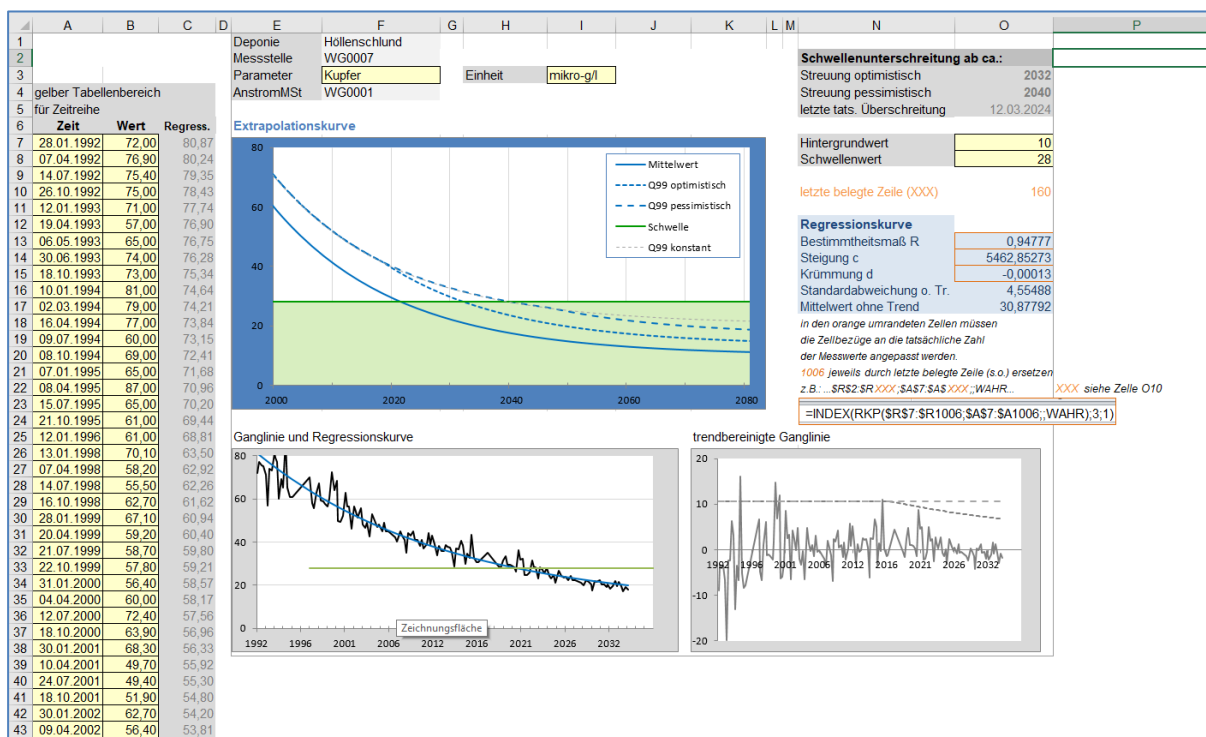 A B C D E F G H I J K L M N O P
1 Deponie Höllenschlund
2 Messstelle WG0007 Schwellenunterschreitung ab ca.:
3 Parameter Kupfer Einheit mikro-g/l Streuung optimistisch 2032
4 gelber Tabellenbereich AnstromMSt WG0001 Streuung pessimistisch 2040
5 für Zeitreihe letzte tats. Überschreitung 12.03.2024
6 Zeit Wert Regress. Extrapolationskurve
7 28.01.1992 72,00 80,87 Hintergrundwert 10
8 07.04.1992 76,90 80,24 Schwellenwert 28
9 14.07.1992 75,40 79,35
10 26.10.1992 75,00 78,43 letzte belegte Zeile (XXX) 160
11 12.01.1993 71,00 77,74
12 19.04.1993 57,00 76,90 Regressionskurve
13 06.05.1993 65,00 76,75 Bestimmtheitsmaß R 0,94777
14 30.06.1993 74,00 76,28 Steigung c 5462,85273
15 18.10.1993 73,00 75,34 Krümmung d -0,00013
16 10.01.1994 81,00 74,64 Standardabweichung o. Tr. 4,55488
17 02.03.1994 79,00 74,21 Mittelwert ohne Trend 30,87792
18 16.04.1994 77,00 73,84 in den orange umrandeten Zellen müssen
19 09.07.1994 60,00 73,15 die Zellbezüge an die tatsächliche Zahl
20 08.10.1994 69,00 72,41 der Messwerte angepasst werden.
21 07.01.1995 65,00 71,68 1006 jeweils durch letzte belegte Zeile (s.o.) ersetzen
22 08.04.1995 87,00 70,96 z.B.: ...$R$2:$RXXX;$A$7:$A$XXX;;WAHR... XXX siehe Zelle O10
23 15.07.1995 65,00 70,20
24 21.10.1995 61,00 69,44 =INDEX(RKP($R$7:$R1006;$A$7:$A1006;;WAHR);3;1)
25 12.01.1996 61,00 68,81 Ganglinie und Regressionskurve trendbereinigte Ganglinie
26 13.01.1998 70,10 63,50
27 07.04.1998 58,20 62,92
28 14.07.1998 55,50 62,26
29 16.10.1998 62,70 61,62
30 28.01.1999 67,10 60,94
31 20.04.1999 59,20 60,40
32 21.07.1999 58,70 59,80
33 22.10.1999 57,80 59,21
34 31.01.2000 56,40 58,57
35 04.04.2000 60,00 58,17
36 12.07.2000 72,40 57,56
37 18.10.2000 63,90 56,96
38 30.01.2001 68,30 56,33
39 10.04.2001 49,70 55,92
40 24.07.2001 49,40 55,30
41 18.10.2001 51,90 54,80
42 30.01.2002 62,70 54,20
43 09.04.2002 56,40 53,81
80
60
40
20
0
2000 2020 2040 2060 2080
Mittelwert
Q99 optimistisch
Q99 pessimistisch
Schwelle
Q99 konstant
80
60
40
20
0
Zeichnungsfläche
1992 1996 2001 2006 2012 2016 2021 2026 2032
20
10
0
1992 1996 2001 2006 2012 2016 2021 2026 2032
-10
-20